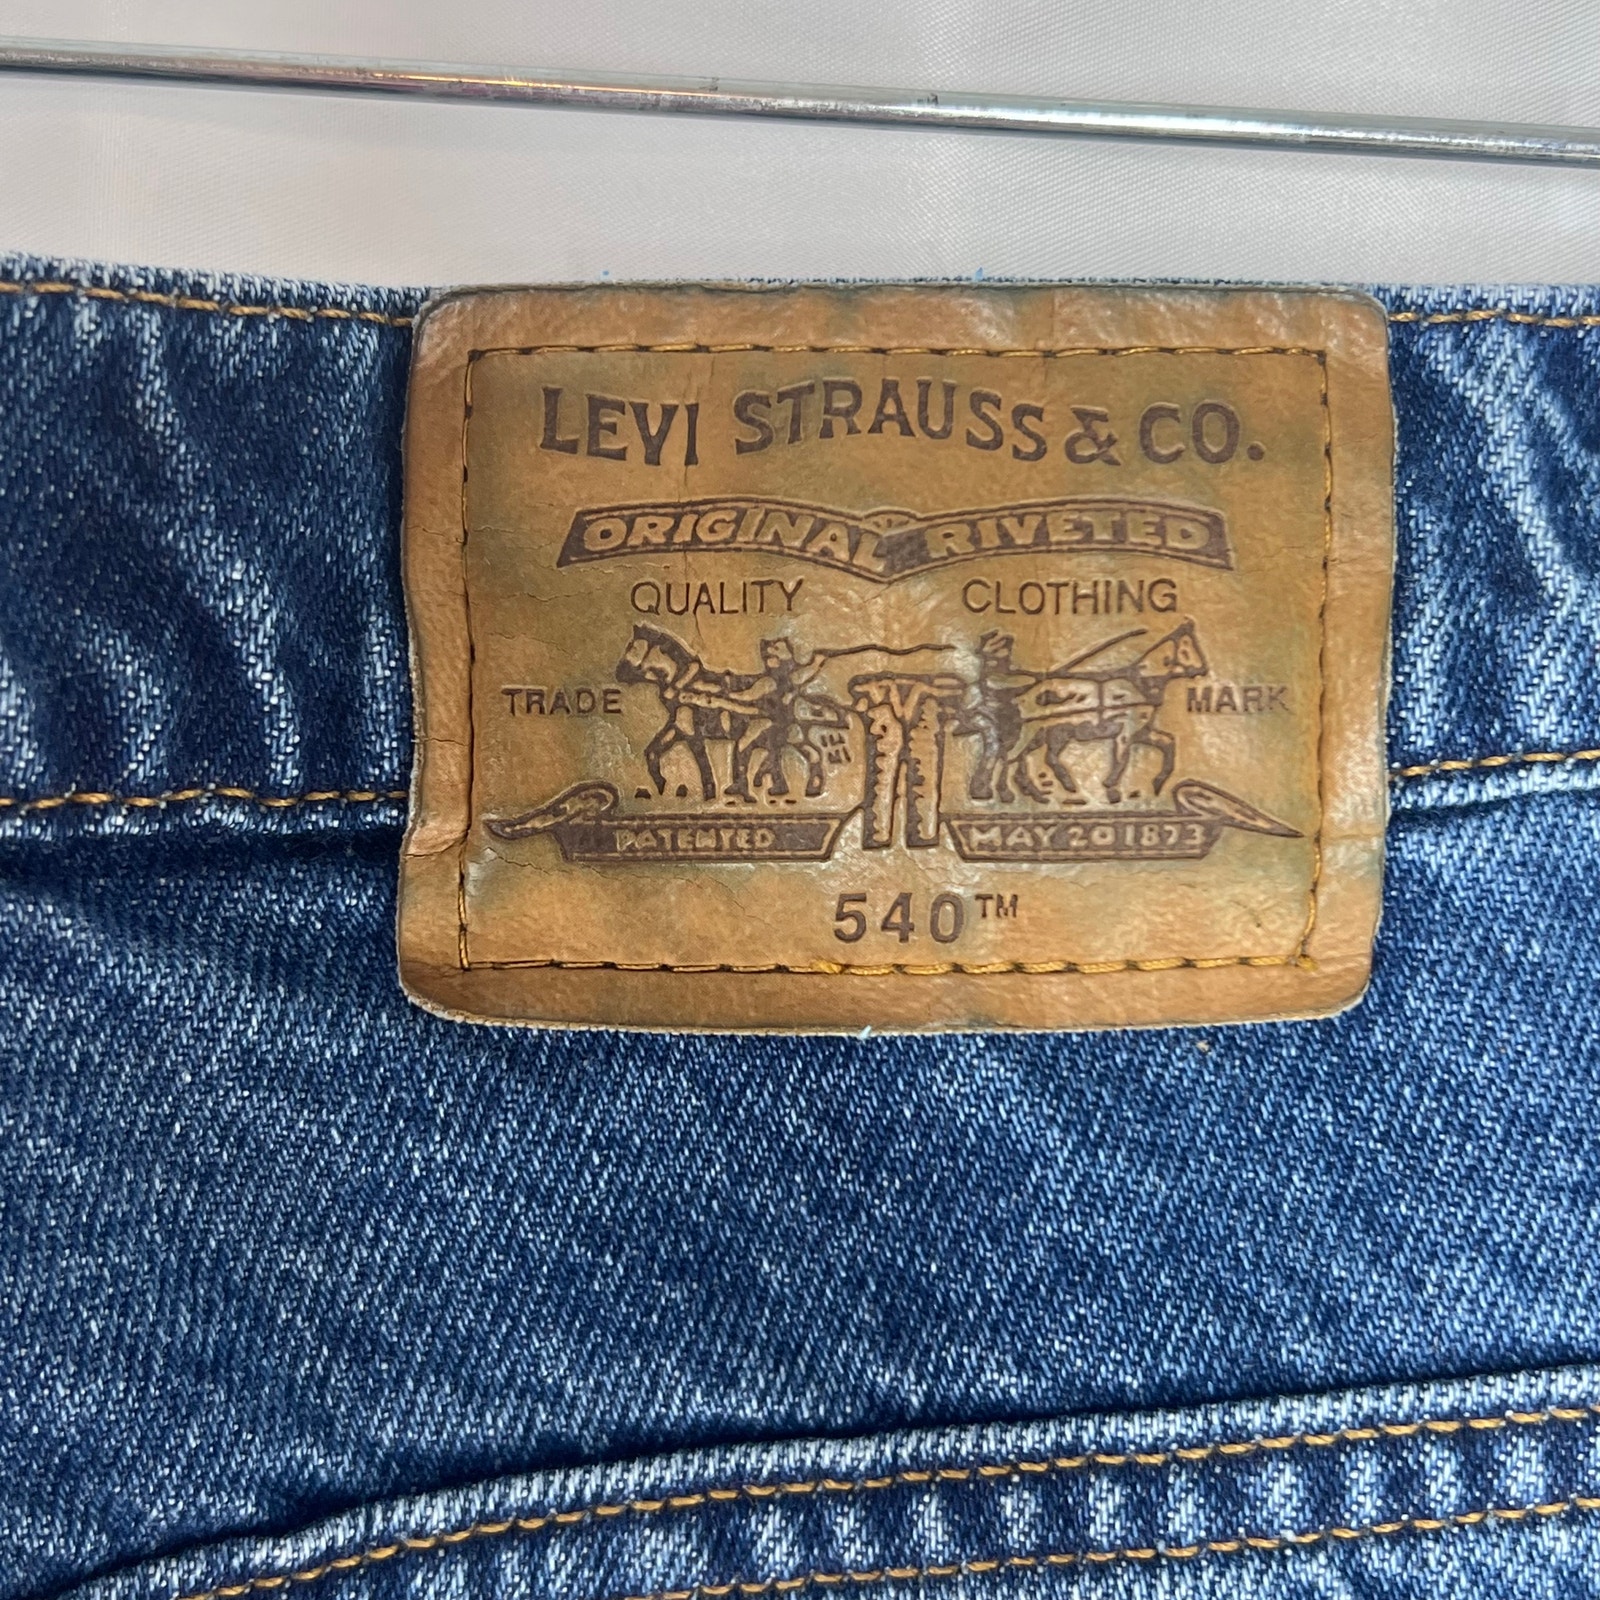 LEVI STRAUSS & CO.
ORIGINAL RIVETED
QUALITY CLOTHING
TRADE MARK
PATENTED MAY 20 1873
540™